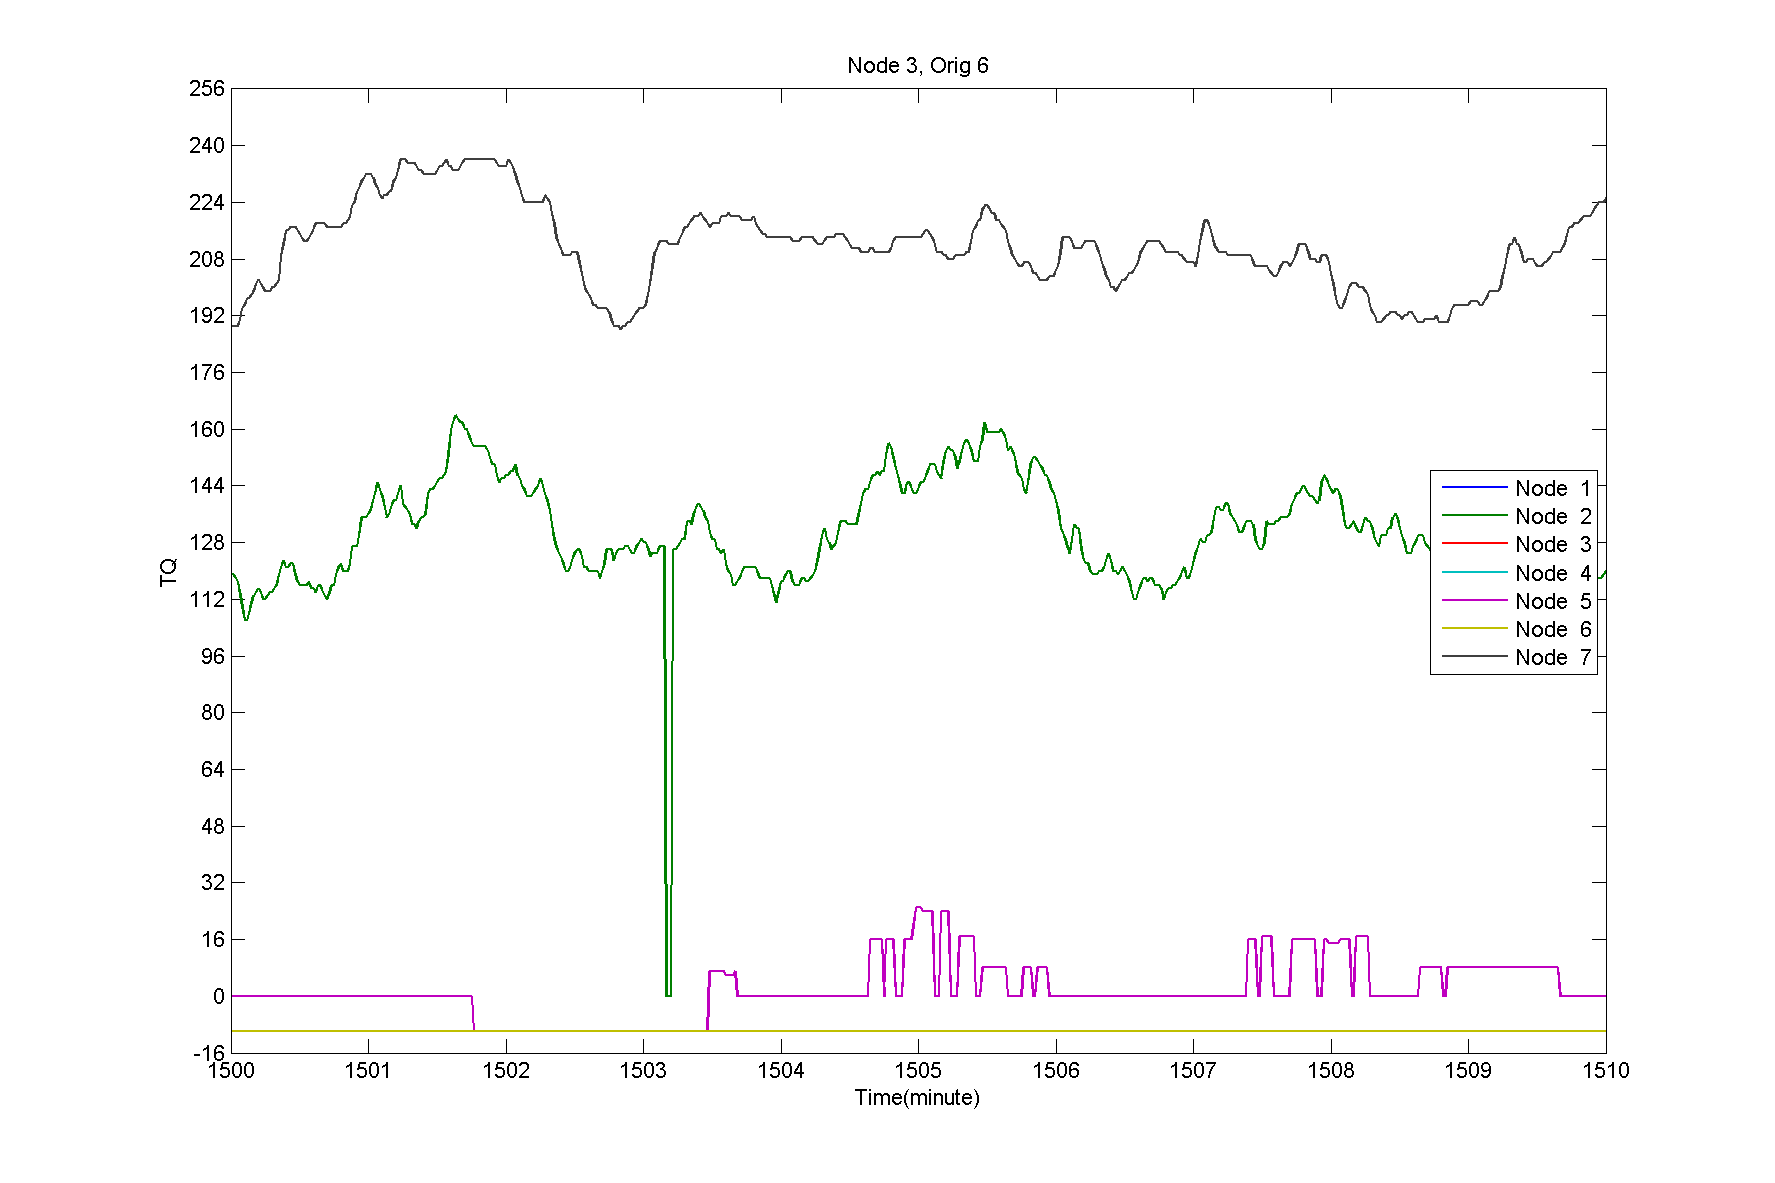 Node 3, Orig 6
256
240
224
208
192
176
160
144
128
112
96
80
64
48
32
16
0
-16
TQ
Node 1
Node 2
Node 3
Node 4
Node 5
Node 6
Node 7
1500 1501 1502 1503 1504 1505 1506 1507 1508 1509 1510
Time(minute)